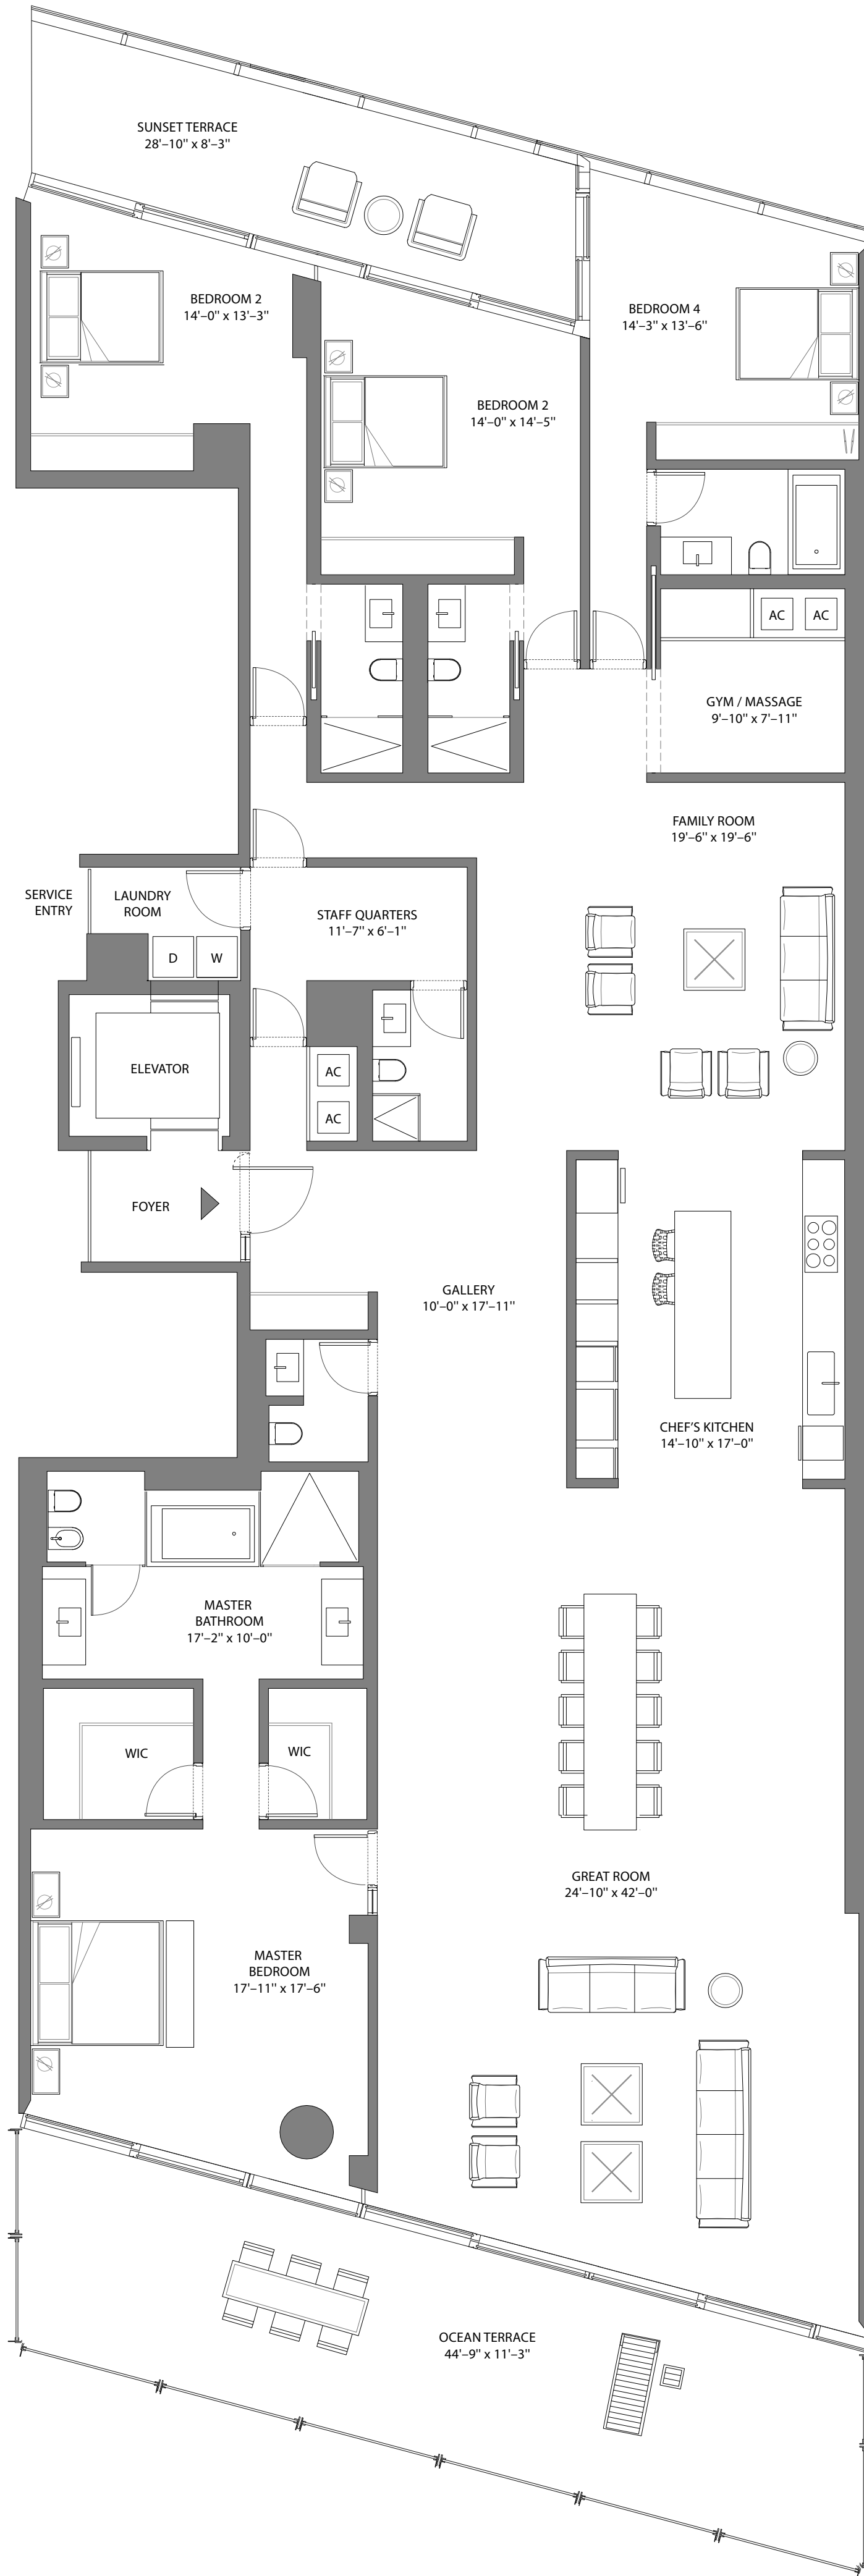 SUNSET TERRACE
28'–10" x 8'–3"
BEDROOM 2
14'–0" x 13'–3"
BEDROOM 4
14'–3" x 13'–6"
BEDROOM 2
14'–0" x 14'–5"
AC
AC
GYM / MASSAGE
9'–10" x 7'–11"
FAMILY ROOM
19'–6" x 19'–6"
SERVICE
ENTRY
LAUNDRY
ROOM
STAFF QUARTERS
11'–7" x 6'–1"
D
W
ELEVATOR
AC
AC
FOYER
GALLERY
10'–0" x 17'–11"
CHEF'S KITCHEN
14'–10" x 17'–0"
MASTER
BATHROOM
17'–2" x 10'–0"
WIC
WIC
GREAT ROOM
24'–10" x 42'–0"
MASTER
BEDROOM
17'–11" x 17'–6"
OCEAN TERRACE
44'–9" x 11'–3"